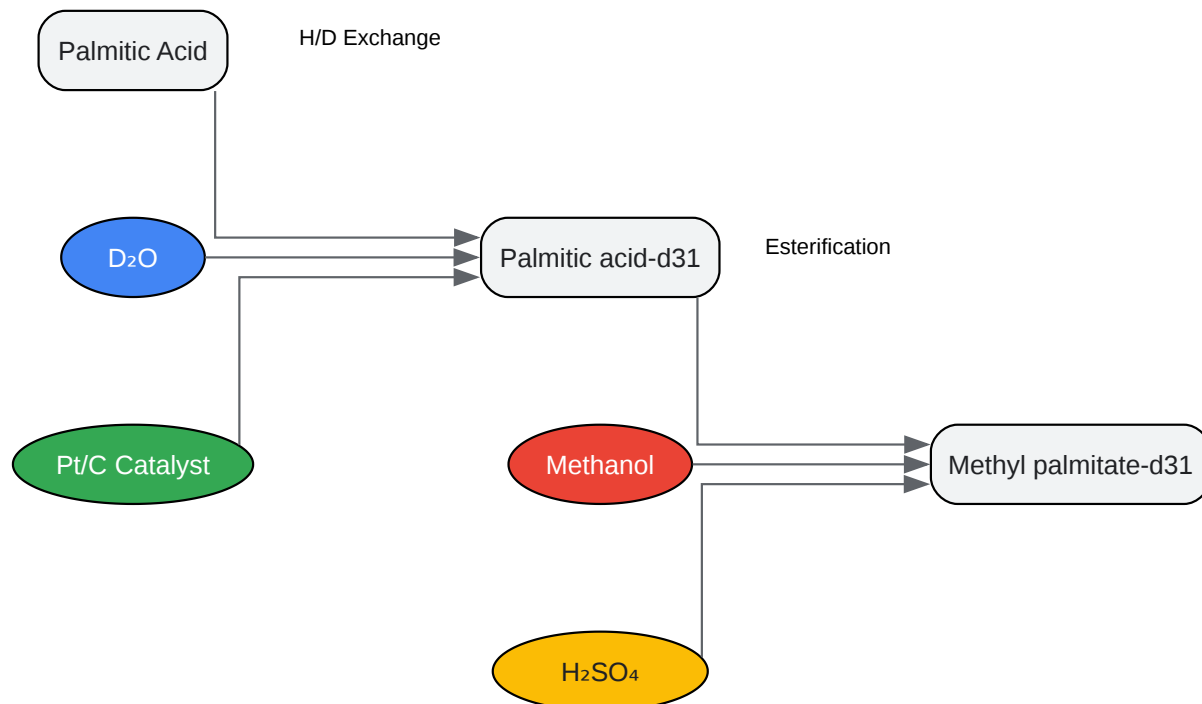 Palmitic Acid
H/D Exchange
D₂O
Palmitic acid-d31
Esterification
Pt/C Catalyst
Methanol
Methyl palmitate-d31
H₂SO₄